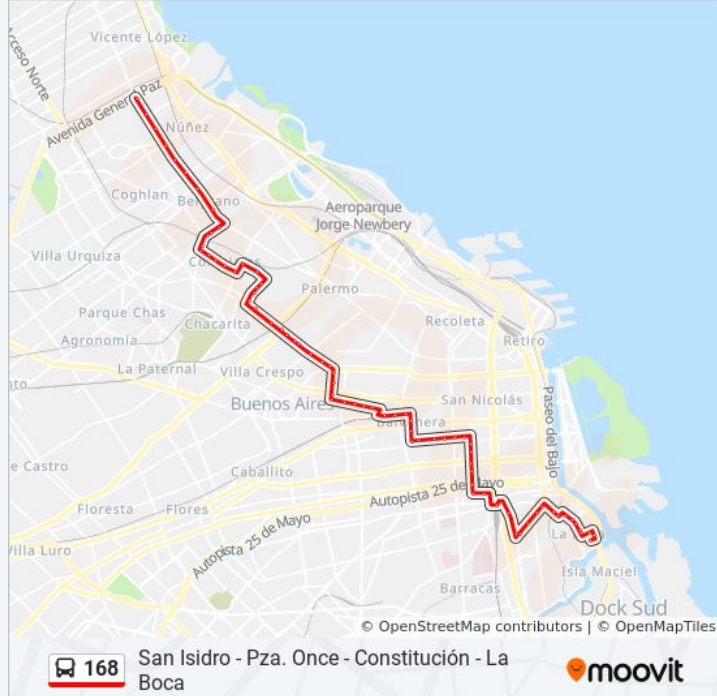 Vicente López
Acceso Norte
Avenida General Paz
Núñez
Coghlan
Belgrano
Aeroparque
Jorge Newbery
Villa Urquiza
Palermo
Parque Chas
Chacarita
Recoleta
Agronomía
Retiro
La Paternal
Villa Crespo
San Nicolás
Buenos Aires
Paseo del Bajo
Balvanera
e Castro
Caballito
Autopista 25 de Mayo
Floresta
Flores
Autopista 25 de Mayo
Villa Luro
La
Isla Maciel
Barracas
Dock Sud
© OpenStreetMap contributors | © OpenMapTiles
168
San Isidro - Pza. Once - Constitución - La
Boca
moovit